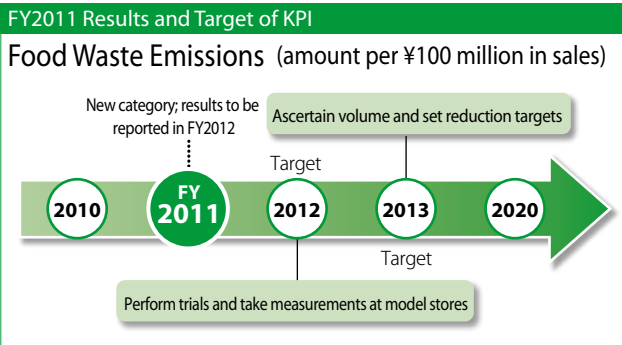 FY2011 Results and Target of KPI
Food Waste Emissions (amount per ¥100 million in sales)
New category; results to be
reported in FY2012
Ascertain volume and set reduction targets
Target
2010
FY
2011
2012
2013
2020
Target
Perform trials and take measurements at model stores